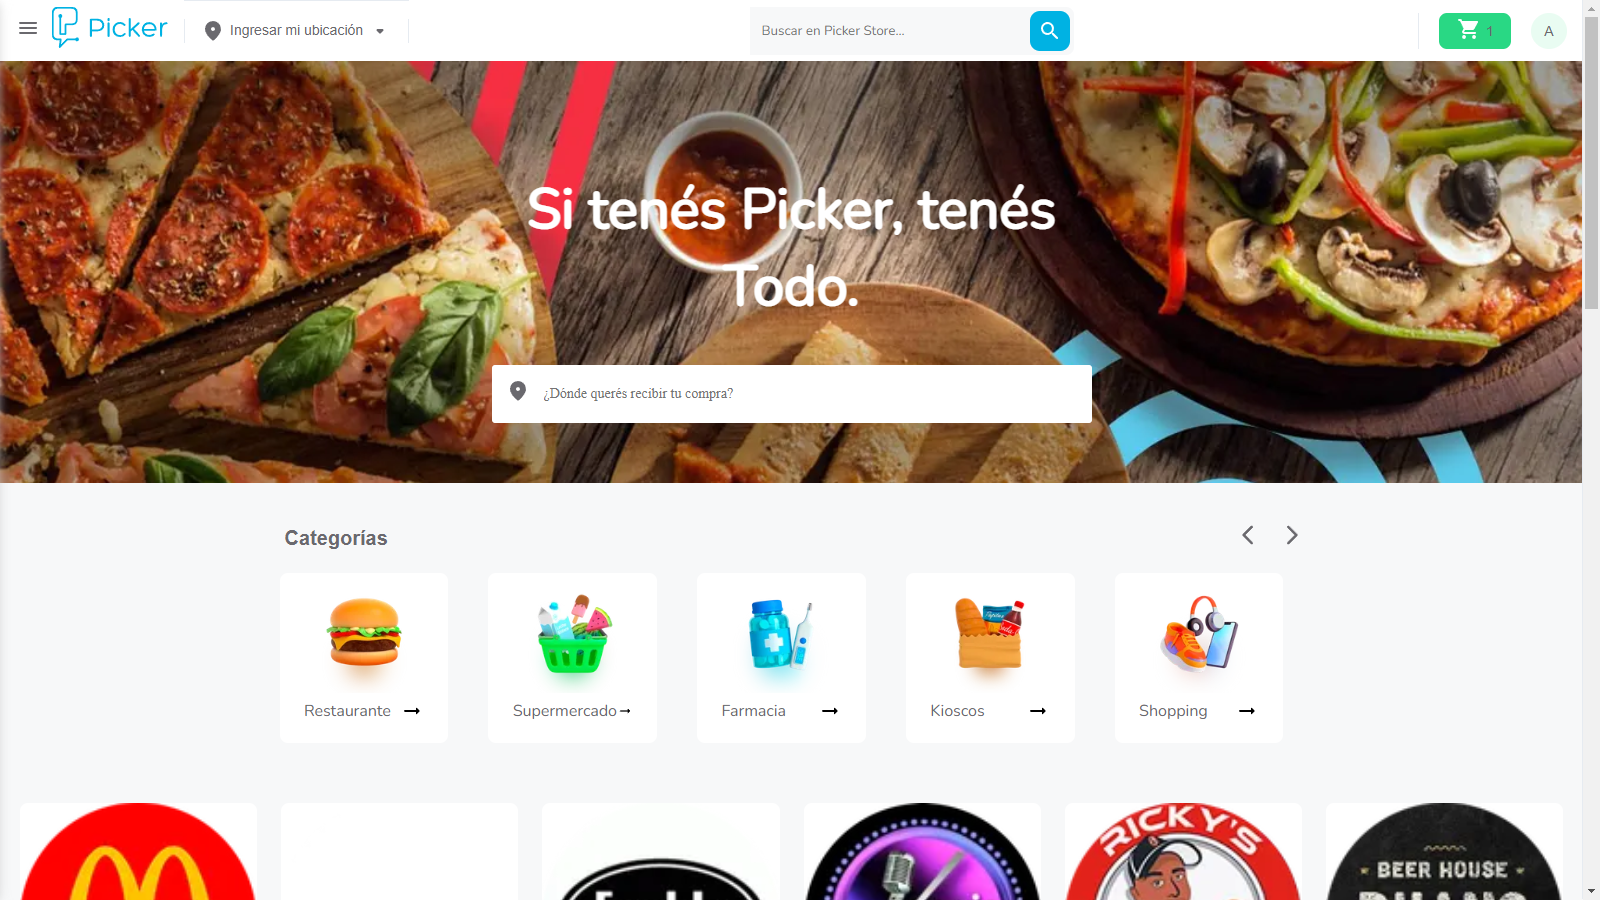 Picker
Ingresar mi ubicación
Buscar en Picker Store...
1
A
Si tenés Picker, tenés
Todo.
¿Dónde querés recibir tu compra?
Categorías
Restaurante
Supermercado
Farmacia
Kioscos
Shopping
RICKY'S
BEER HOUSE